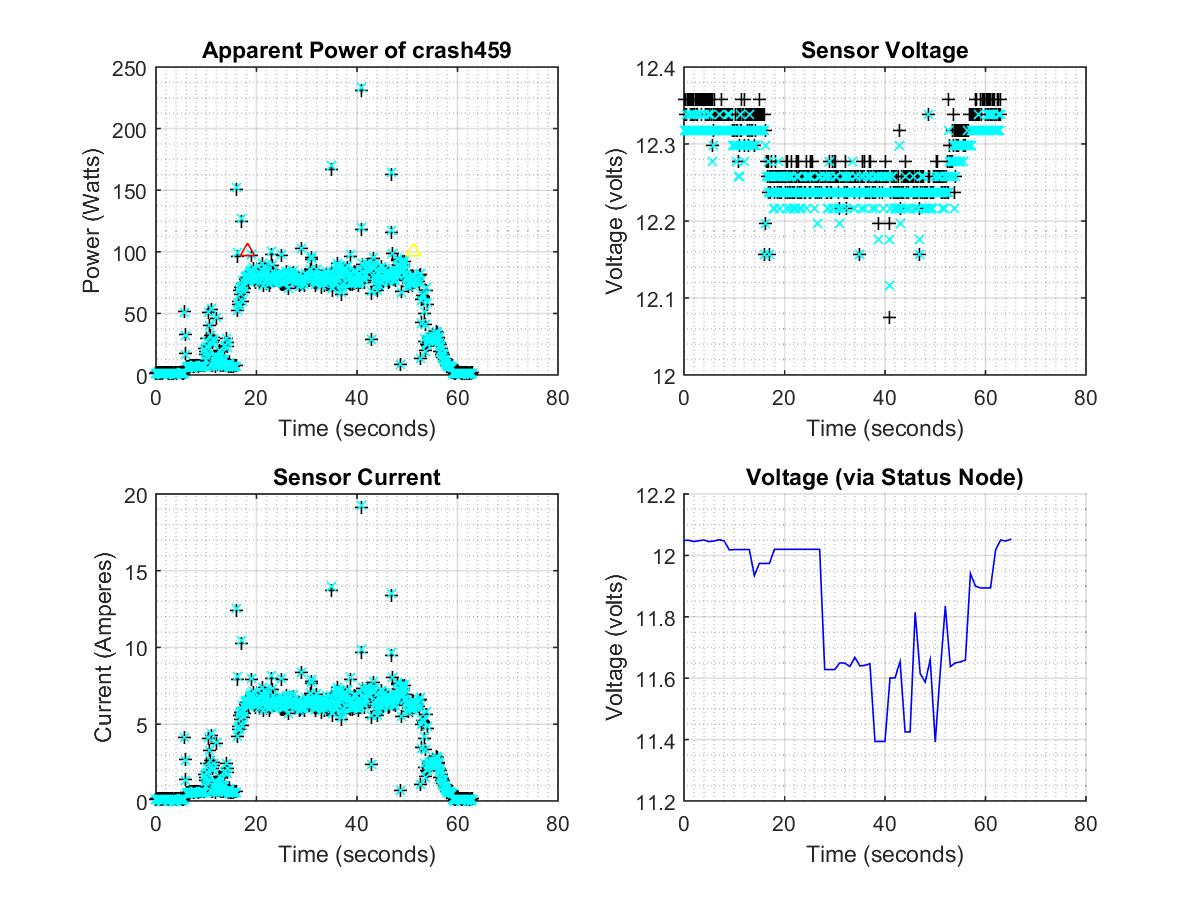 Apparent Power of crash459
250
200
150
100
50
0
Power (Watts)
0 20 40 60 80
Time (seconds)
Sensor Voltage
12.4
12.3
12.2
12.1
12
Voltage (volts)
0 20 40 60 80
Time (seconds)
Sensor Current
20
15
10
5
0
Current (Amperes)
0 20 40 60 80
Time (seconds)
Voltage (via Status Node)
12.2
12
11.8
11.6
11.4
11.2
Voltage (volts)
0 20 40 60 80
Time (seconds)